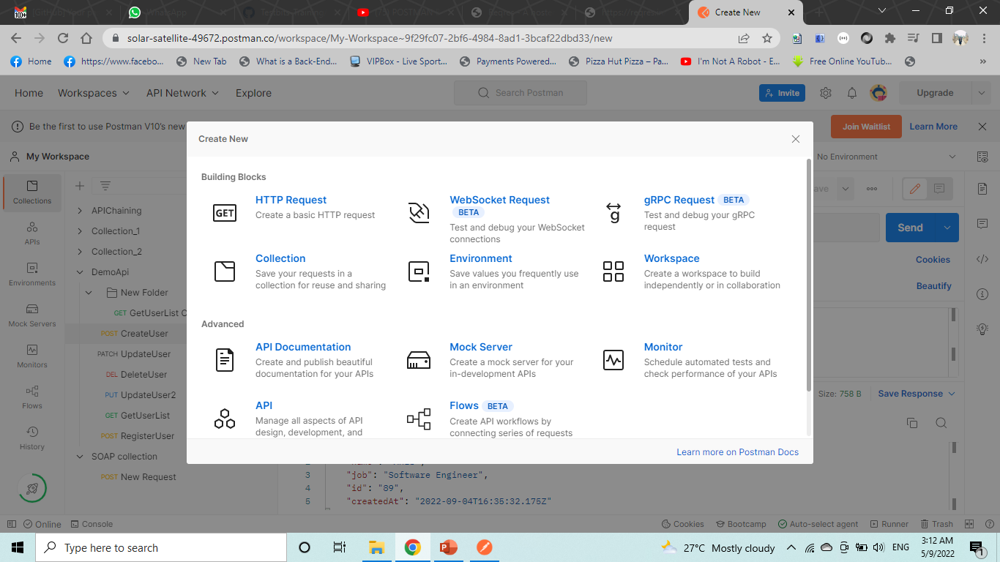 100+
WhatsApp
Create New
solar-satellite-49672.postman.co/workspace/My-Workspace~9f29fc07-2bf6-4984-8ad1-3bcaf22dbd33/new
Home
https://www.facebo...
New Tab
What is a Back-End...
VIPBox - Live Sport...
Payments Powered...
Pizza Hut Pizza – Pa...
I'm Not A Robot - E...
Free Online YouTub...
Home
Workspaces
API Network
Explore
Search Postman
Invite
Upgrade
Be the first to use Postman V10's new
Join Waitlist
Learn More
My Workspace
No Environment
Collections
APIs
Environments
Mock Servers
Monitors
Flows
History
APIChaining
Collection_1
Collection_2
DemoApi
New Folder
GET GetUserList C
POST CreateUser
PATCH UpdateUser
DEL DeleteUser
PUT UpdateUser2
GET GetUserList
POST RegisterUser
SOAP collection
POST New Request
Create New
Building Blocks
GET
HTTP Request
Create a basic HTTP request
WebSocket Request
BETA
Test and debug your WebSocket
connections
g
gRPC Request BETA
Test and debug your gRPC
request
Collection
Save your requests in a
collection for reuse and sharing
Environment
Save values you frequently use
in an environment
Workspace
Create a workspace to build
independently or in collaboration
Advanced
API Documentation
Create and publish beautiful
documentation for your APIs
Mock Server
Create a mock server for your
in-development APIs
Monitor
Schedule automated tests and
check performance of your APIs
API
Manage all aspects of API
design, development, and
Flows BETA
Create API workflows by
connecting series of requests
Learn more on Postman Docs
ave
Send
Cookies
Beautify
Size: 758 B
Save Response
3 "job": "Software Engineer",
4 "id": "89",
5 "createdAt": "2022-09-04T16:35:32.175Z"
Online
Console
Cookies
Bootcamp
Auto-select agent
Runner
Trash
Type here to search
27°C Mostly cloudy
ENG
3:12 AM
5/9/2022
1